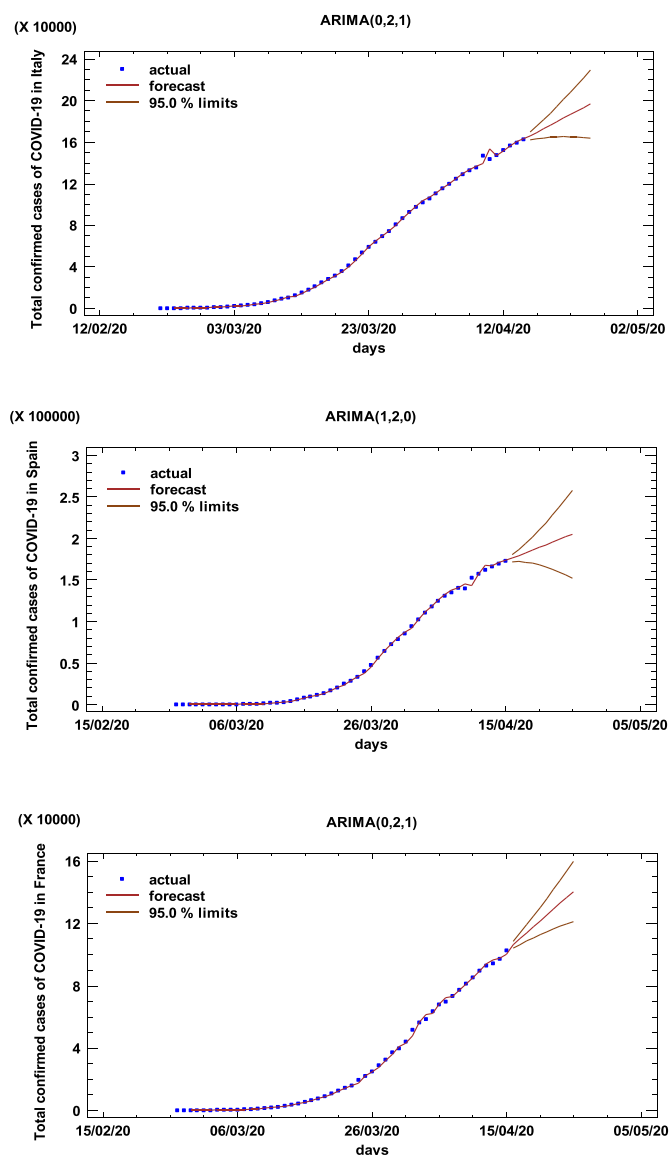 (X 10000)
ARIMA(0,2,1)
Total confirmed cases of COVID-19 in Italy
24
20
16
12
8
4
0
actual
forecast
95.0 % limits
12/02/20 03/03/20 23/03/20 12/04/20 02/05/20
days
(X 100000)
ARIMA(1,2,0)
Total confirmed cases of COVID-19 in Spain
3
2.5
2
1.5
1
0.5
0
actual
forecast
95.0 % limits
15/02/20 06/03/20 26/03/20 15/04/20 05/05/20
days
(X 10000)
ARIMA(0,2,1)
Total confirmed cases of COVID-19 in France
16
12
8
4
0
actual
forecast
95.0 % limits
15/02/20 06/03/20 26/03/20 15/04/20 05/05/20
days